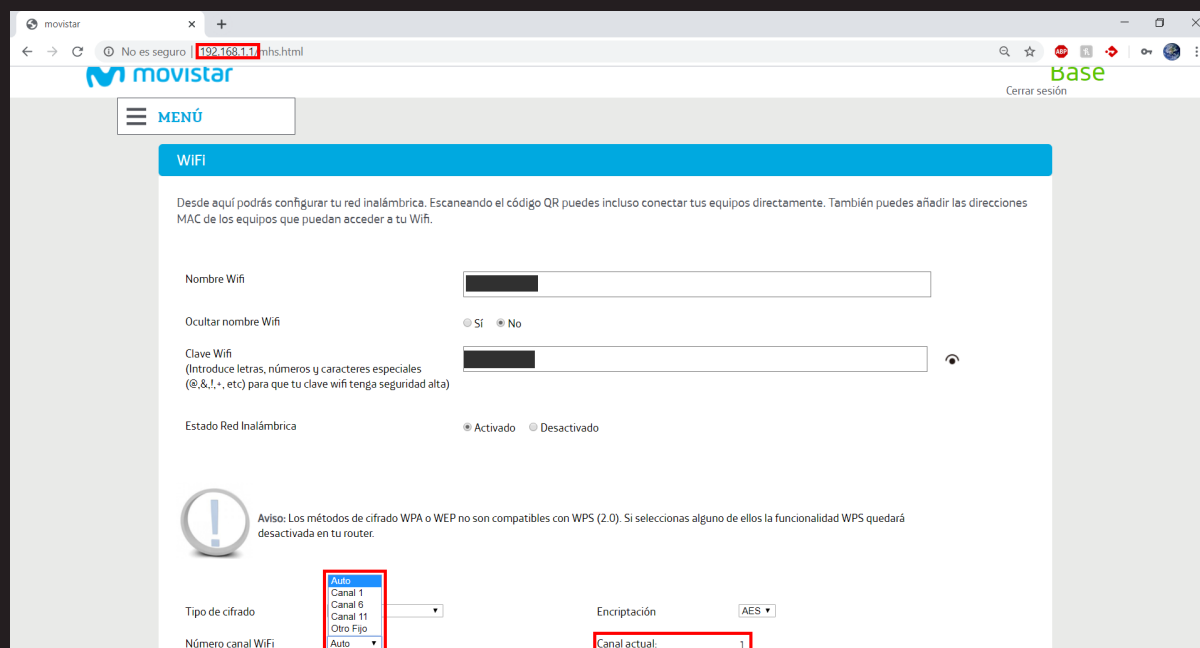 movistar
No es seguro | 192.168.1.1/mhs.html
ABP
movistar
Base
Cerrar sesión
MENÚ
WiFi
Desde aquí podrás configurar tu red inalámbrica. Escaneando el código QR puedes incluso conectar tus equipos directamente. También puedes añadir las direcciones
MAC de los equipos que puedan acceder a tu Wifi.
Nombre Wifi
Ocultar nombre Wifi
Sí No
Clave Wifi
(Introduce letras, números y caracteres especiales
(@,&,!,+, etc) para que tu clave wifi tenga seguridad alta)
Estado Red Inalámbrica
Activado Desactivado
Aviso: Los métodos de cifrado WPA o WEP no son compatibles con WPS (2.0). Si seleccionas alguno de ellos la funcionalidad WPS quedará
desactivada en tu router.
Auto
Canal 1
Canal 6
Canal 11
Otro Fijo
Tipo de cifrado
Encriptación AES
Número canal WiFi Auto
Canal actual: 1